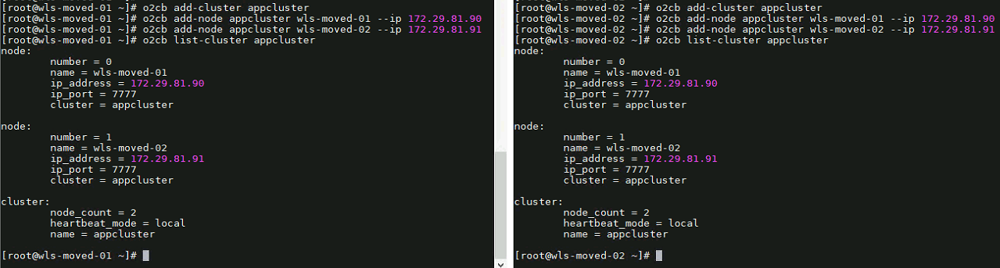 [root@wls-moved-01 ~]# o2cb add-cluster appcluster
[root@wls-moved-01 ~]# o2cb add-node appcluster wls-moved-01 --ip 172.29.81.90
[root@wls-moved-01 ~]# o2cb add-node appcluster wls-moved-02 --ip 172.29.81.91
[root@wls-moved-01 ~]# o2cb list-cluster appcluster
node:
number = 0
name = wls-moved-01
ip_address = 172.29.81.90
ip_port = 7777
cluster = appcluster
node:
number = 1
name = wls-moved-02
ip_address = 172.29.81.91
ip_port = 7777
cluster = appcluster
cluster:
node_count = 2
heartbeat_mode = local
name = appcluster
[root@wls-moved-01 ~]#
[root@wls-moved-02 ~]# o2cb add-cluster appcluster
[root@wls-moved-02 ~]# o2cb add-node appcluster wls-moved-01 --ip 172.29.81.90
[root@wls-moved-02 ~]# o2cb add-node appcluster wls-moved-02 --ip 172.29.81.91
[root@wls-moved-02 ~]# o2cb list-cluster appcluster
node:
number = 0
name = wls-moved-01
ip_address = 172.29.81.90
ip_port = 7777
cluster = appcluster
node:
number = 1
name = wls-moved-02
ip_address = 172.29.81.91
ip_port = 7777
cluster = appcluster
cluster:
node_count = 2
heartbeat_mode = local
name = appcluster
[root@wls-moved-02 ~]#